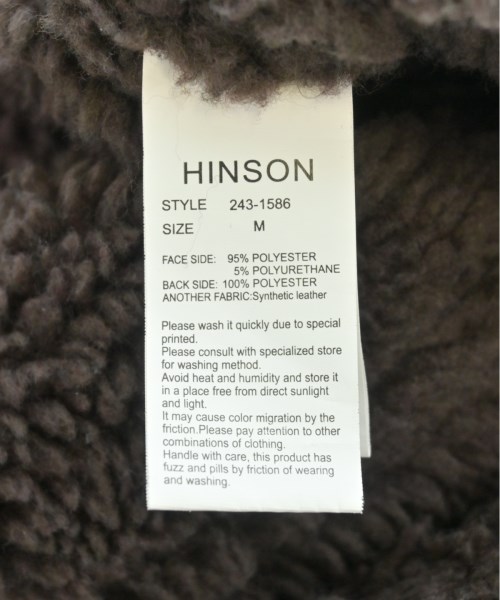 HINSON
STYLE 243-1586
SIZE M
FACE SIDE: 95% POLYESTER
5% POLYURETHANE
BACK SIDE: 100% POLYESTER
ANOTHER FABRIC:Synthetic leather
Please wash it quickly due to special
printed.
Please consult with specialized store
for washing method.
Avoid heat and humidity and store it
in a place free from direct sunlight
and light.
It may cause color migration by the
friction.Please pay attention to other
combinations of clothing.
Handle with care, this product has
fuzz and pills by friction of wearing
and washing.